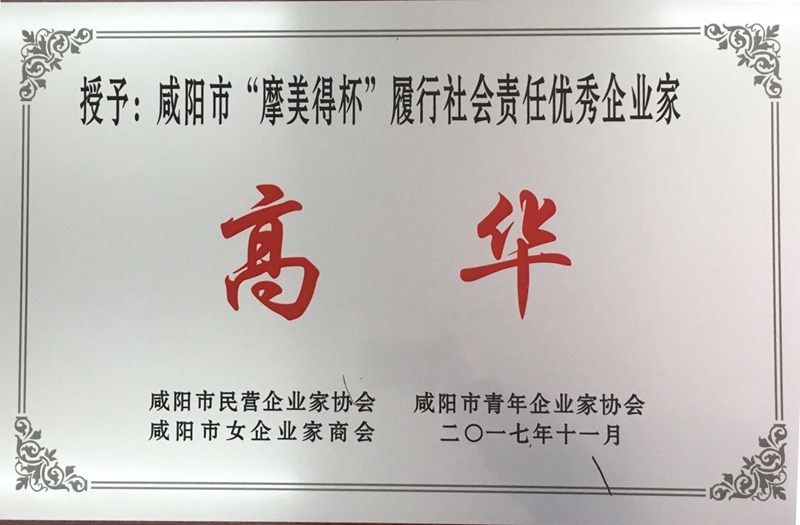 授予：咸阳市“摩美得杯”履行社会责任优秀企业家
高 华
咸阳市民营企业家协会 咸阳市青年企业家协会
咸阳市女企业家商会 二〇一七年十一月